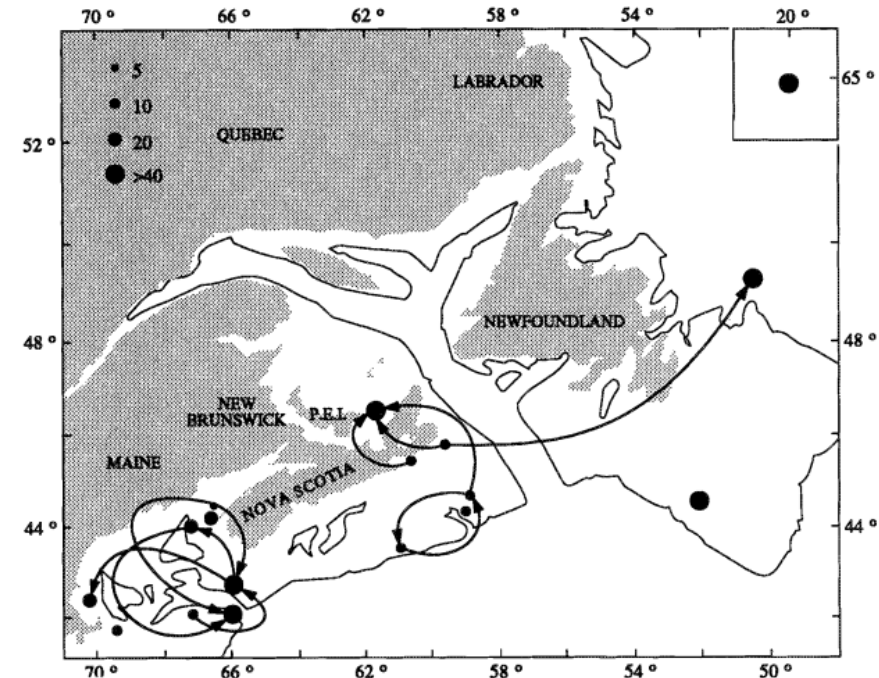 70 º 66 º 62 º 58 º 54 º 20 º
5
10
20
>40
LABRADOR
65 º
QUEBEC
52 º
NEWFOUNDLAND
48 º
48 º
NEW
BRUNSWICK
P.E.I.
MAINE
NOVA SCOTIA
44 º
44 º
70 º 66 º 62 º 58 º 54 º 50 º